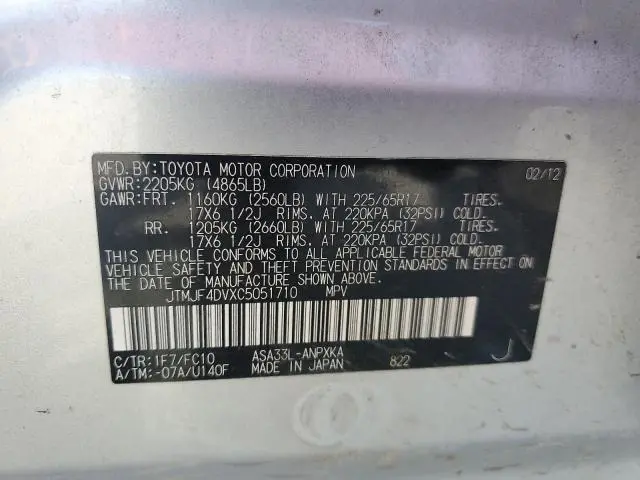 MFD.BY:TOYOTA MOTOR CORPORATION 02/12
GVWR:2205KG (4865LB)
GAWR:FRT. 1160KG (2560LB) WITH 225/65R17 TIRES.
17X6 1/2J RIMS. AT 220KPA (32PSI) COLD.
RR. 1205KG (2660LB) WITH 225/65R17 TIRES.
17X6 1/2J RIMS. AT 220KPA (32PSI) COLD.
THIS VEHICLE CONFORMS TO ALL APPLICABLE FEDERAL MOTOR
VEHICLE SAFETY AND THEFT PREVENTION STANDARDS IN EFFECT ON
THE DATE OF MANUFACTURE SHOWN ABOVE.
JTMJF4DVXC5051710 MPV
C/TR:1F7/FC10 ASA33L-ANPXKA
A/TM:-07A/U140F MADE IN JAPAN 822 J